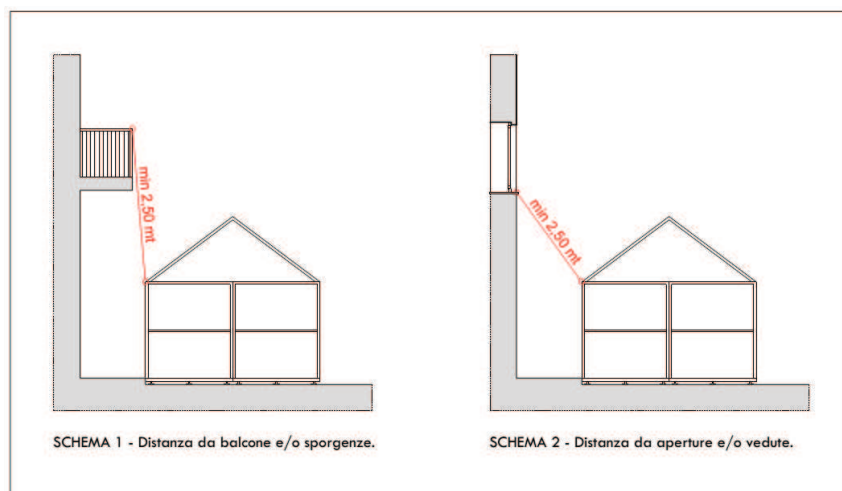 min 2,50 mt
min 2,50 mt
SCHEMA 1 - Distanza da balcone e/o sporgenze.
SCHEMA 2 - Distanza da aperture e/o vedute.